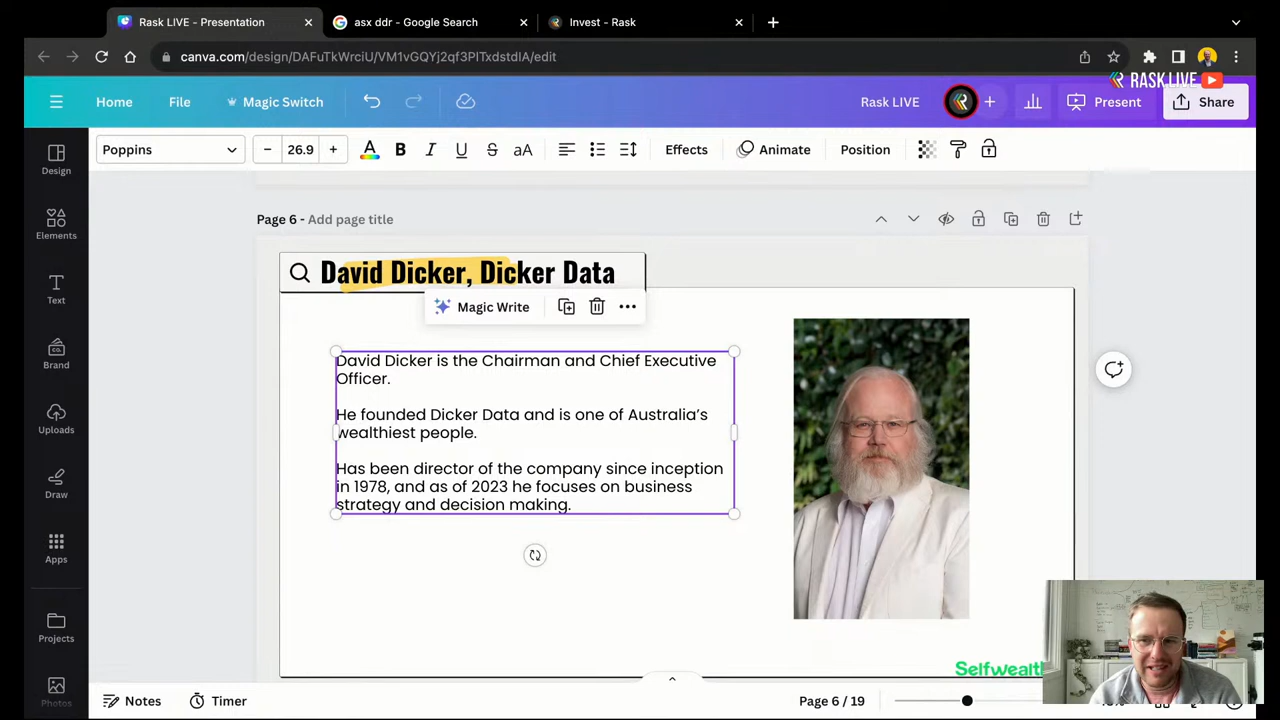 Rask LIVE - Presentation
asx ddr - Google Search
Invest - Rask
canva.com/design/DAFuTkWrciU/VM1vGQYj2qf3PITxdstdIA/edit
RASK.LIVE
Home
File
Magic Switch
Rask LIVE
Present
Share
Poppins
26.9
A
B
I
U
S
aA
Effects
Animate
Position
Design
Elements
Text
Brand
Uploads
Draw
Apps
Projects
Photos
Page 6 - Add page title
David Dicker, Dicker Data
Magic Write
David Dicker is the Chairman and Chief Executive
Officer.
He founded Dicker Data and is one of Australia’s
wealthiest people.
Has been director of the company since inception
in 1978, and as of 2023 he focuses on business
strategy and decision making.
Selfwealth
Notes
Timer
Page 6 / 19